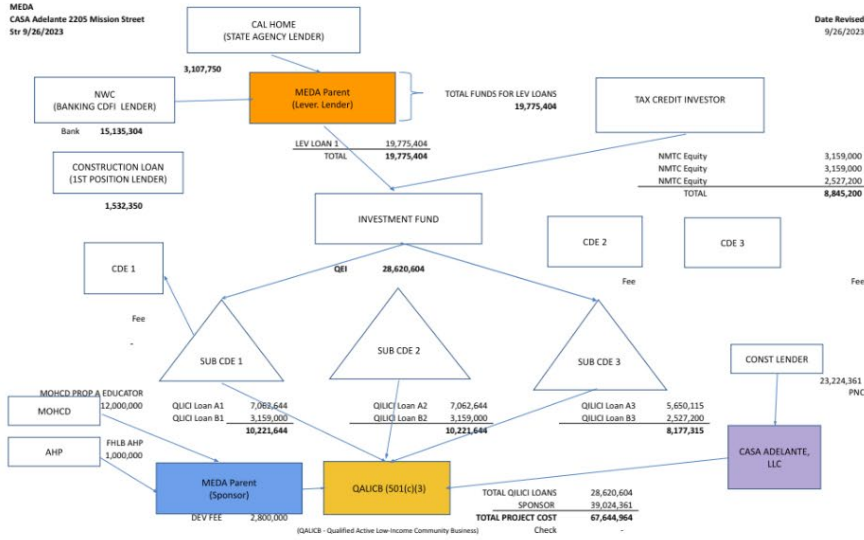 MEDA
CASA Adelante 2205 Mission Street
Str 9/26/2023
Date Revised
9/26/2023
CAL HOME
(STATE AGENCY LENDER)
3,107,750
NWC
(BANKING CDFI LENDER)
Bank 15,135,304
MEDA Parent
(Lever. Lender)
TOTAL FUNDS FOR LEV LOANS
19,775,404
TAX CREDIT INVESTOR
LEV LOAN 1 19,775,404
TOTAL 19,775,404
CONSTRUCTION LOAN
(1ST POSITION LENDER)
1,532,350
NMTC Equity 3,159,000
NMTC Equity 3,159,000
NMTC Equity 2,527,200
TOTAL 8,845,200
INVESTMENT FUND
CDE 1
CDE 2
CDE 3
QEI 28,620,604
Fee
Fee
Fee
-
SUB CDE 1
SUB CDE 2
SUB CDE 3
CONST LENDER
23,224,361
PNC
MOHCD PROP A EDUCATOR
12,000,000
MOHCD
QILICI Loan A1 7,062,644
QLICI Loan B1 3,159,000
10,221,644
QILICI Loan A2 7,062,644
QILICI Loan B2 3,159,000
10,221,644
QILICI Loan A3 5,650,115
QILICI Loan B3 2,527,200
8,177,315
AHP
FHLB AHP
1,000,000
MEDA Parent
(Sponsor)
QALICB (501(c)(3)
CASA ADELANTE,
LLC
DEV FEE 2,800,000
TOTAL QILICI LOANS 28,620,604
SPONSOR 39,024,361
TOTAL PROJECT COST 67,644,964
Check -
(QALICB - Qualified Active Low-Income Community Business)